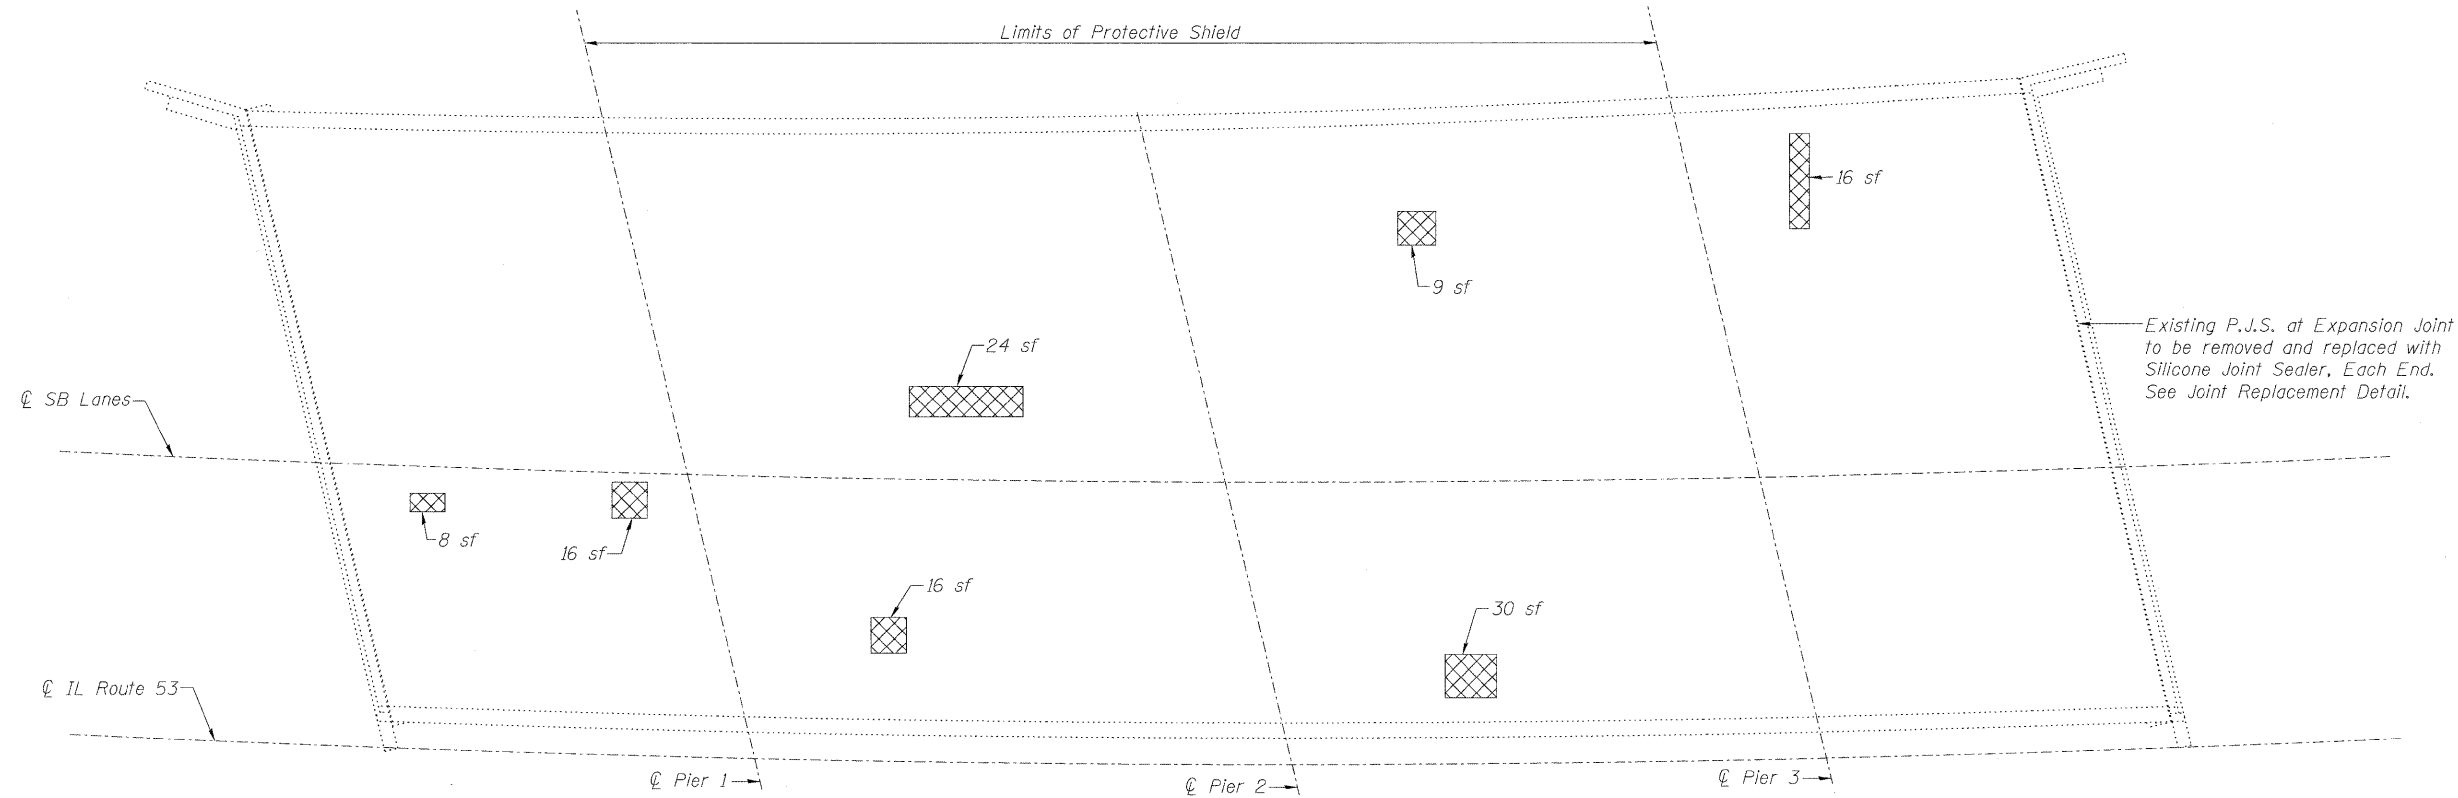 Limits of Protective Shield
16 sf
9 sf
Existing P.J.S. at Expansion Joint
to be removed and replaced with
Silicone Joint Sealer, Each End.
See Joint Replacement Detail.
24 sf
℄ SB Lanes
8 sf
16 sf
16 sf
30 sf
℄ IL Route 53
℄ Pier 1
℄ Pier 2
℄ Pier 3